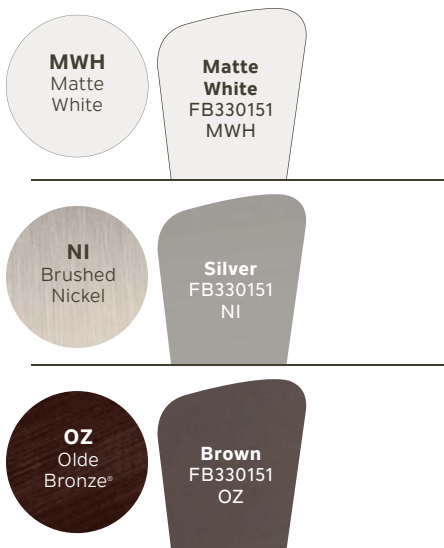 MWH
Matte
White
Matte
White
FB330151
MWH
NI
Brushed
Nickel
Silver
FB330151
NI
OZ
Olde
Bronze®
Brown
FB330151
OZ